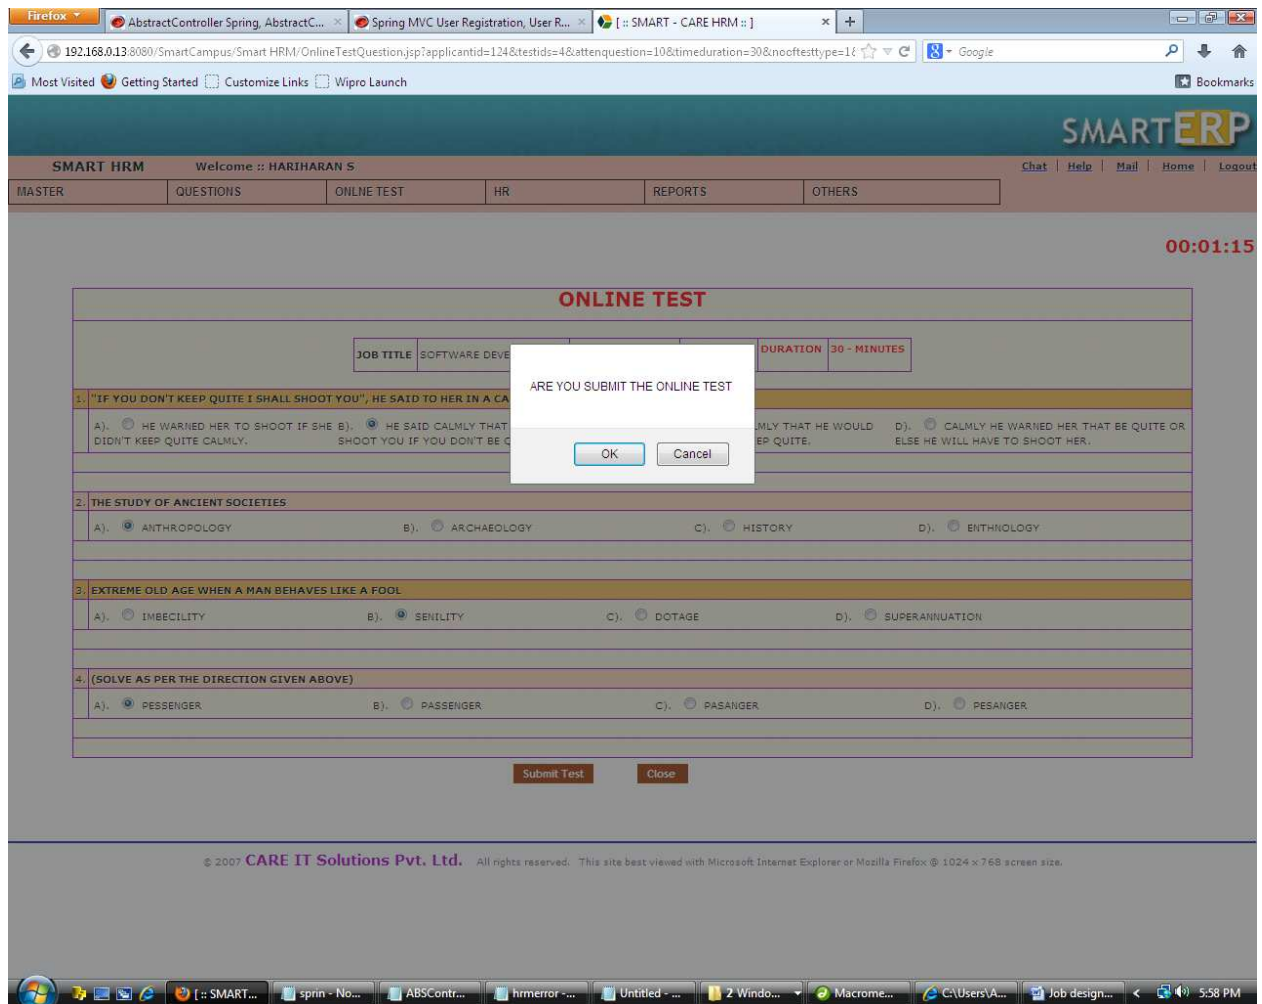 Firefox
AbstractController Spring, AbstractC... ×
Spring MVC User Registration, User R... ×
[ :: SMART - CARE HRM :: ] ×
+
192.168.0.13:8080/SmartCampus/Smart HRM/OnlineTestQuestion.jsp?applicantid=124&testids=4&attenquestion=10&timeduration=30&nooftesttype=1&
Google
Most Visited Getting Started Customize Links Wipro Launch Bookmarks
SMARTERP
SMART HRM Welcome :: HARIHARAN S Chat | Help | Mail | Home | Logout
MASTER QUESTIONS ONLNE TEST HR REPORTS OTHERS
00:01:15
ONLINE TEST
JOB TITLE SOFTWARE DEVE DURATION 30 - MINUTES
ARE YOU SUBMIT THE ONLINE TEST
OK Cancel
1. "IF YOU DON'T KEEP QUITE I SHALL SHOOT YOU", HE SAID TO HER IN A CA
A). HE WARNED HER TO SHOOT IF SHE B). HE SAID CALMLY THAT MLY THAT HE WOULD D). CALMLY HE WARNED HER THAT BE QUITE OR
DIDN'T KEEP QUITE CALMLY. SHOOT YOU IF YOU DON'T BE Q EP QUITE. ELSE HE WILL HAVE TO SHOOT HER.
2. THE STUDY OF ANCIENT SOCIETIES
A). ANTHROPOLOGY B). ARCHAEOLOGY C). HISTORY D). ENTHNOLOGY
3. EXTREME OLD AGE WHEN A MAN BEHAVES LIKE A FOOL
A). IMBECILITY B). SENILITY C). DOTAGE D). SUPERANNUATION
4. (SOLVE AS PER THE DIRECTION GIVEN ABOVE)
A). PESSENGER B). PASSENGER C). PASANGER D). PESANGER
Submit Test Close
© 2007 CARE IT Solutions Pvt. Ltd. All rights reserved. This site best viewed with Microsoft Internet Explorer or Mozilla Firefox @ 1024 x 768 screen size.
[ :: SMART... sprin - No... ABSContr... hrmerror -... Untitled - ... 2 Windo... Macrome... C:\Users\A... Job design... < 5:58 PM